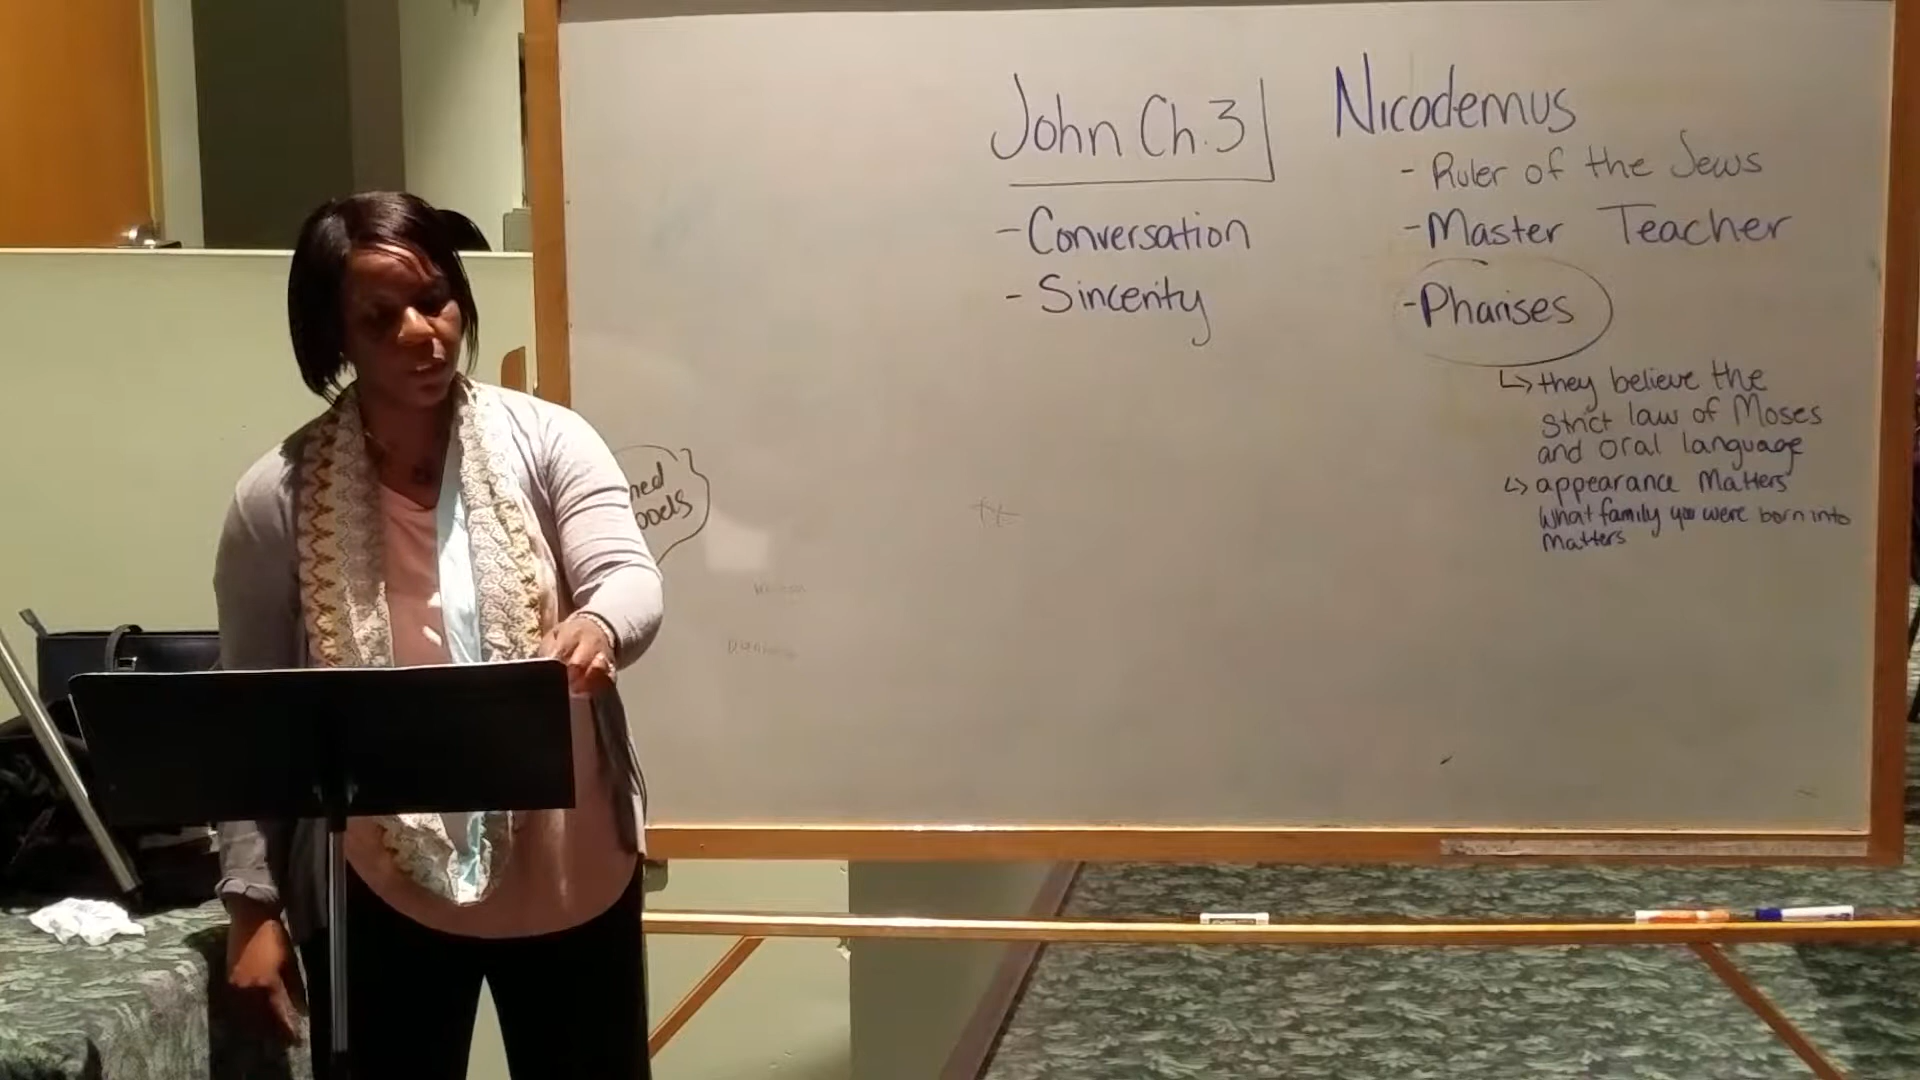 John Ch.3
- Conversation
- Sincerity
Nicodemus
- Ruler of the Jews
- Master Teacher
- Pharises
↳ they believe the
strict law of Moses
and oral language
↳ appearance Matters
What family you were born into
Matters